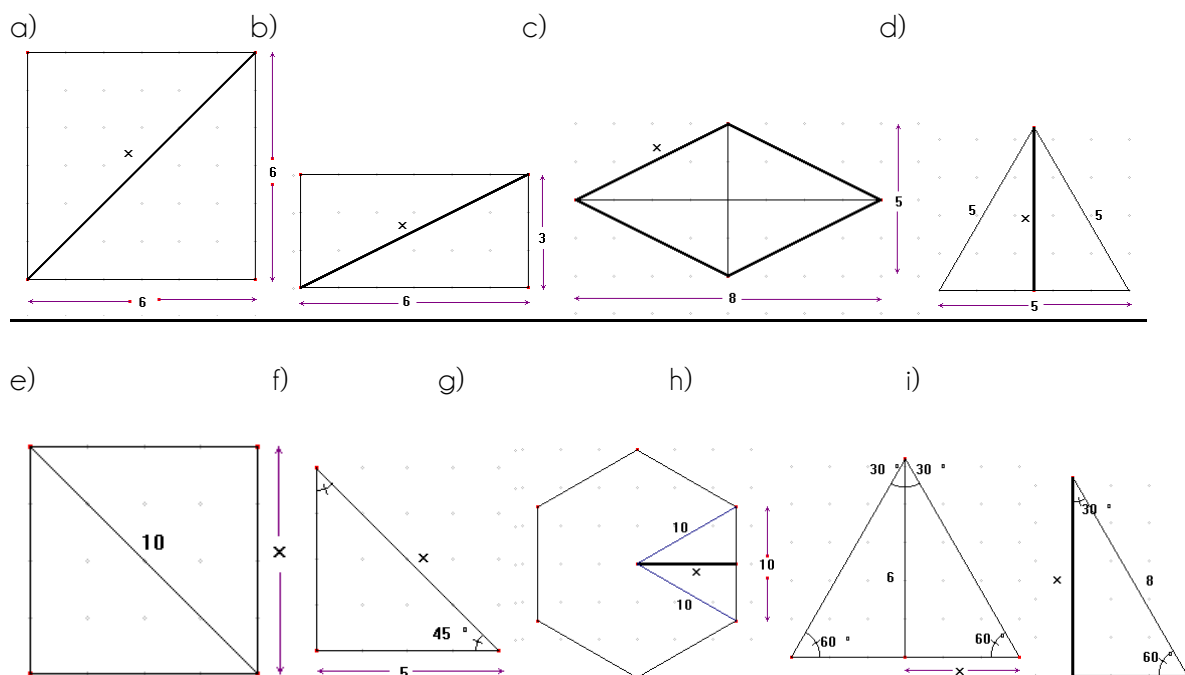 a) b) c) d)
x 6 6
x 3 6
x 5 8
5 x 5 5
e) f) g) h) i)
10 x
x 45 ° 5
10 x 10 10
30 ° 30 ° 6 60 ° 60 ° x
30 ° x 8 60 °